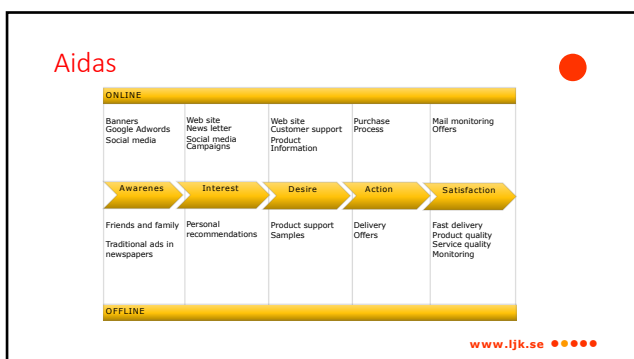 Aidas
ONLINE
Banners
Google Adwords
Social media
Web site
News letter
Social media
Campaigns
Web site
Customer support
Product
Information
Purchase
Process
Mail monitoring
Offers
Awarenes
Interest
Desire
Action
Satisfaction
Friends and family
Traditional ads in
newspapers
Personal
recommendations
Product support
Samples
Delivery
Offers
Fast delivery
Product quality
Service quality
Monitoring
OFFLINE
www.ljk.se